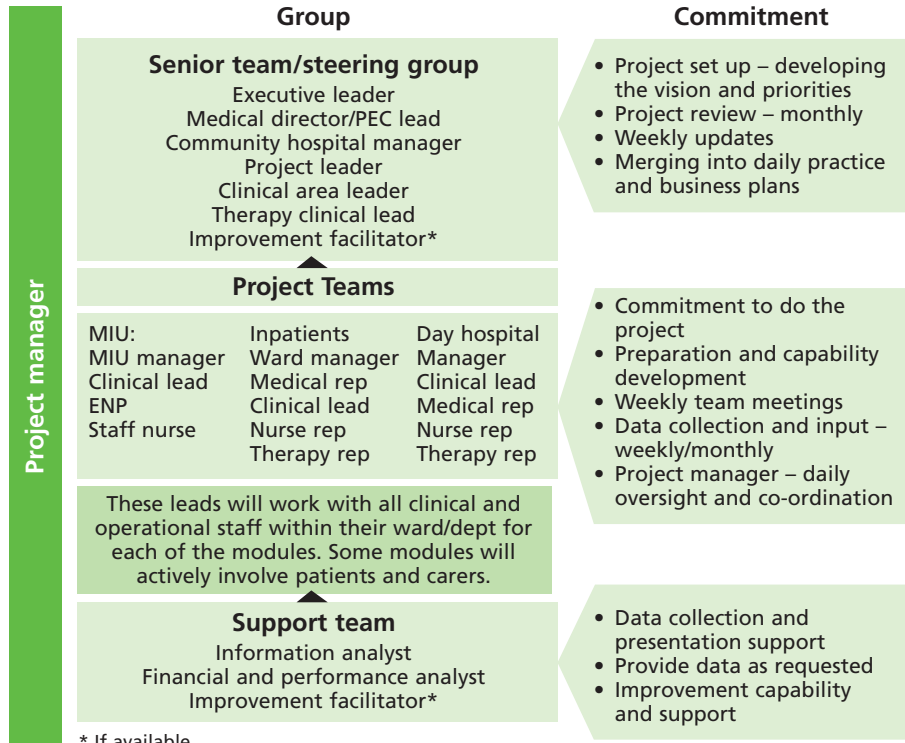 Group
Commitment
Project manager
Senior team/steering group
Executive leader
Medical director/PEC lead
Community hospital manager
Project leader
Clinical area leader
Therapy clinical lead
Improvement facilitator*
• Project set up – developing
the vision and priorities
• Project review – monthly
• Weekly updates
• Merging into daily practice
and business plans
Project Teams
MIU:
MIU manager
Clinical lead
ENP
Staff nurse
Inpatients
Ward manager
Medical rep
Clinical lead
Nurse rep
Therapy rep
Day hospital
Manager
Clinical lead
Medical rep
Nurse rep
Therapy rep
• Commitment to do the
project
• Preparation and capability
development
• Weekly team meetings
• Data collection and input –
weekly/monthly
• Project manager – daily
oversight and co-ordination
These leads will work with all clinical and
operational staff within their ward/dept for
each of the modules. Some modules will
actively involve patients and carers.
Support team
Information analyst
Financial and performance analyst
Improvement facilitator*
• Data collection and
presentation support
• Provide data as requested
• Improvement capability
and support
* If available